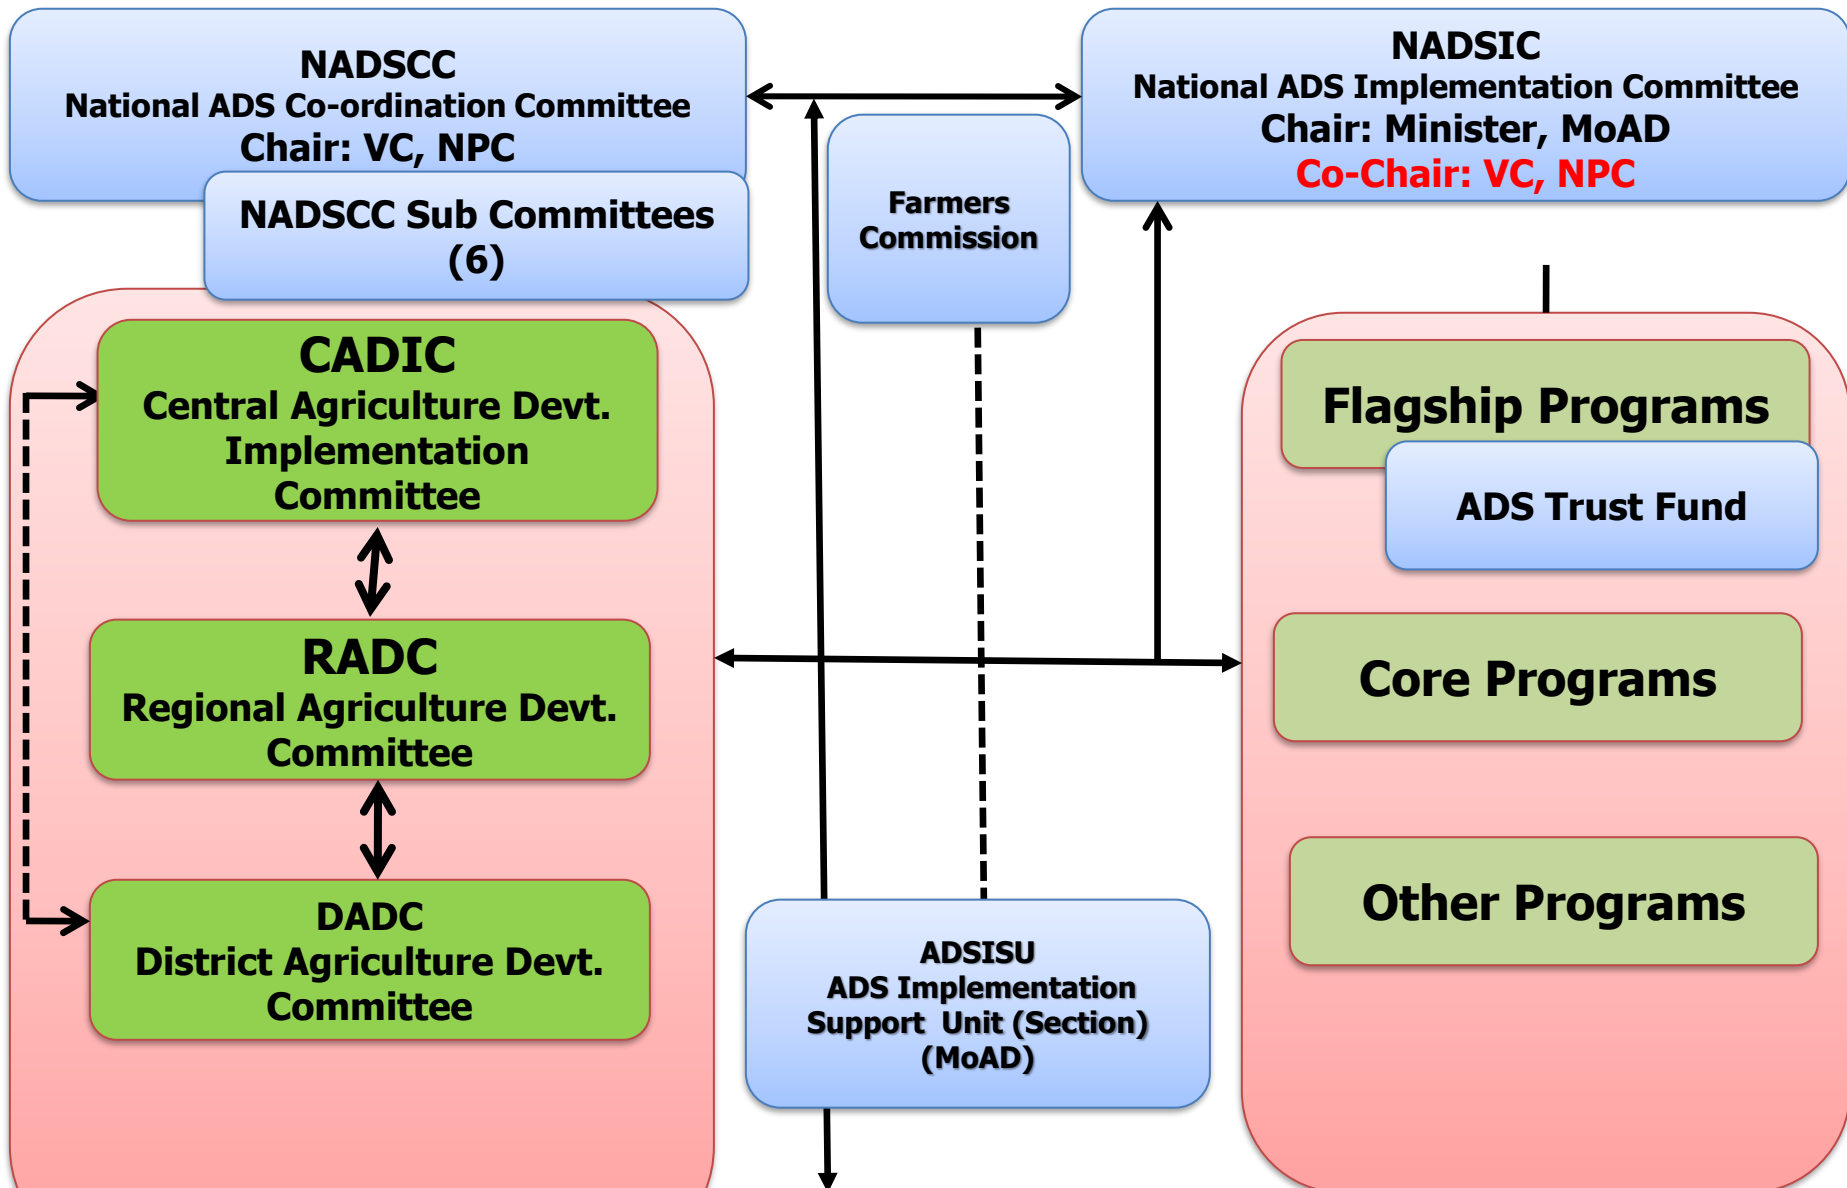 NADSCC
National ADS Co-ordination Committee
Chair: VC, NPC
NADSCC Sub Committees
(6)
NADSIC
National ADS Implementation Committee
Chair: Minister, MoAD
Co-Chair: VC, NPC
Farmers
Commission
CADIC
Central Agriculture Devt.
Implementation
Committee
RADC
Regional Agriculture Devt.
Committee
DADC
District Agriculture Devt.
Committee
ADSISU
ADS Implementation
Support Unit (Section)
(MoAD)
Flagship Programs
ADS Trust Fund
Core Programs
Other Programs